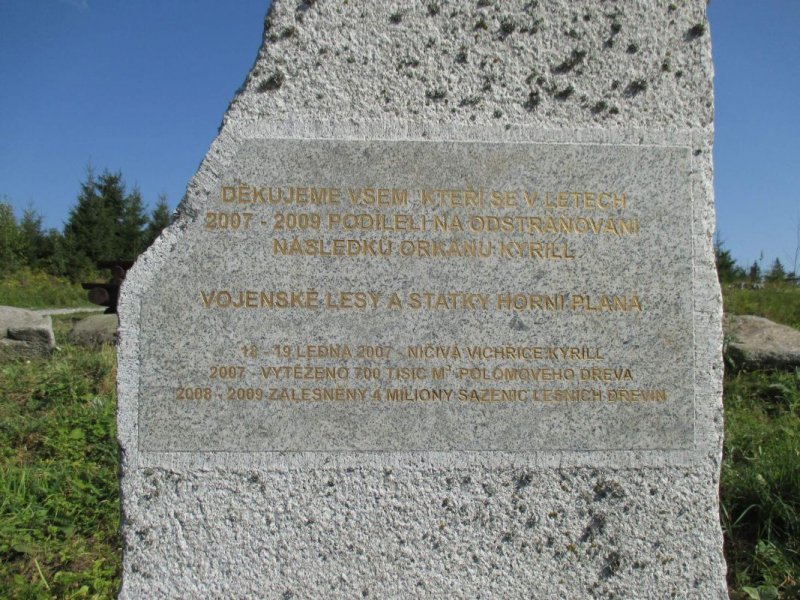 DĚKUJEME VŠEM KTEŘÍ SE V LETECH
2007 - 2009 PODÍLELI NA ODSTRAŇOVÁNÍ
NÁSLEDKŮ ORKÁNU KYRILL
VOJENSKÉ LESY A STATKY HORNÍ PLANÁ
18 - 19 LEDNA 2007 - NIČIVÁ VICHŘICE KYRILL
2007 - VYTĚŽENO 700 TISÍC M³ POLOMOVÉHO DŘEVA
2008 - 2009 ZALESNĚNY 4 MILIONY SAZENIC LESNÍCH DŘEVIN